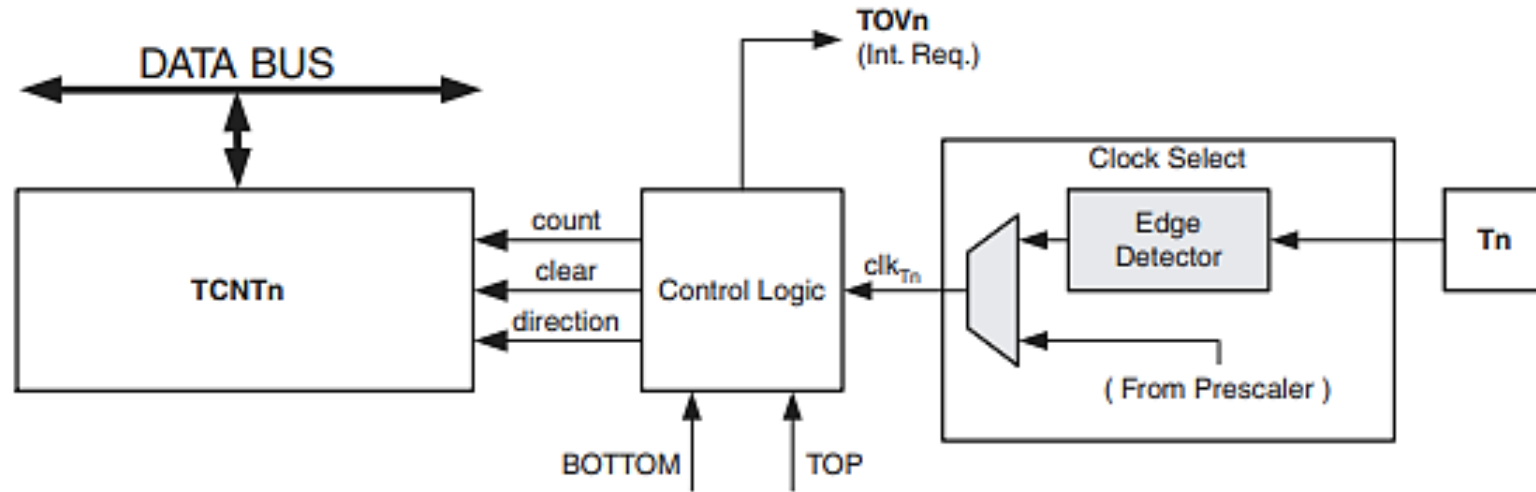 TOVn
(Int. Req.)
DATA BUS
Clock Select
count
Edge
Detector
Tn
clear
clkTn
TCNTn
Control Logic
direction
( From Prescaler )
BOTTOM
TOP